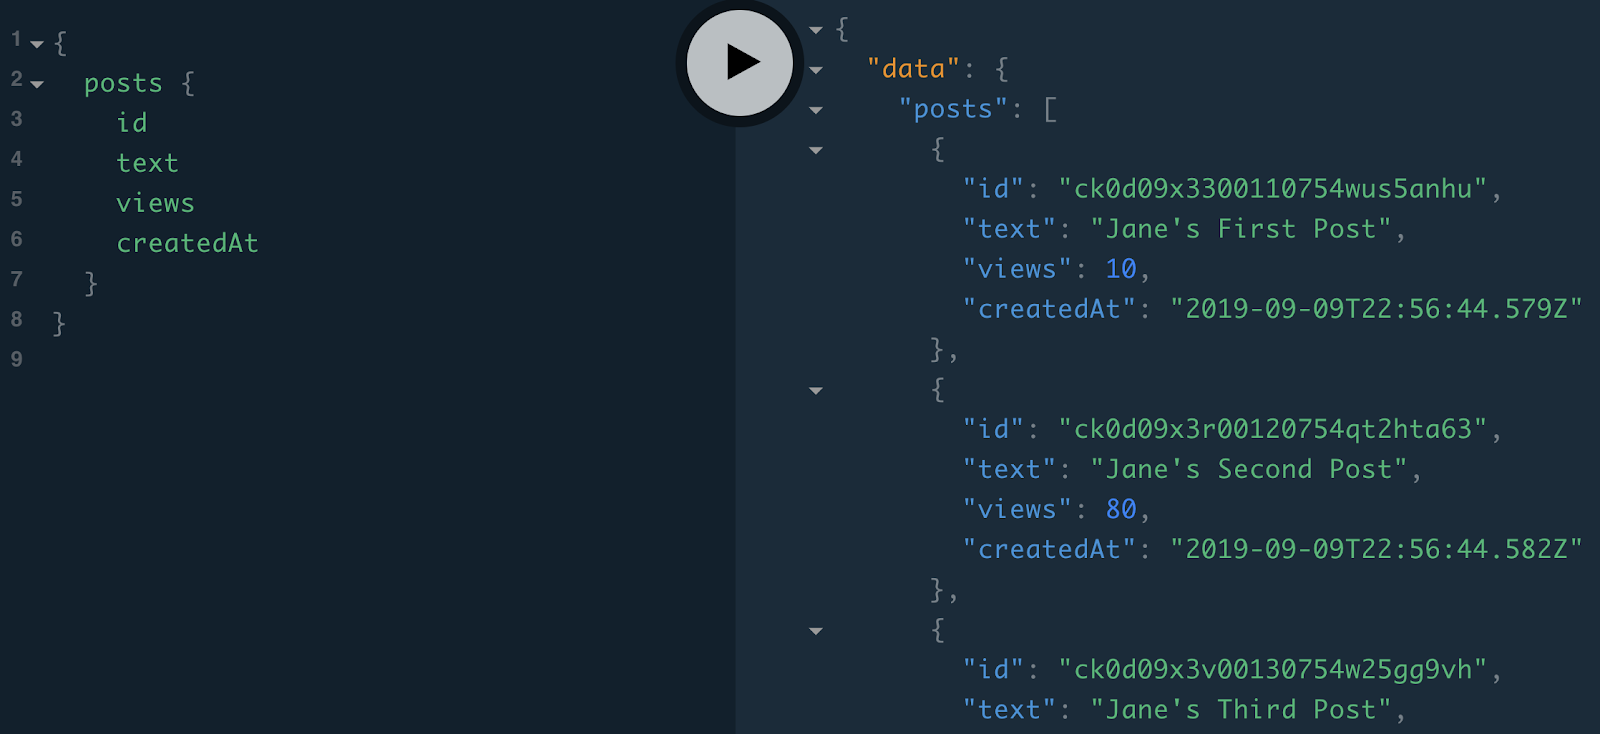 1 {
2 posts {
3 id
4 text
5 views
6 createdAt
7 }
8 }
9
{
"data": {
"posts": [
{
"id": "ck0d09x3300110754wus5anhu",
"text": "Jane's First Post",
"views": 10,
"createdAt": "2019-09-09T22:56:44.579Z"
},
{
"id": "ck0d09x3r00120754qt2hta63",
"text": "Jane's Second Post",
"views": 80,
"createdAt": "2019-09-09T22:56:44.582Z"
},
{
"id": "ck0d09x3v00130754w25gg9vh",
"text": "Jane's Third Post",